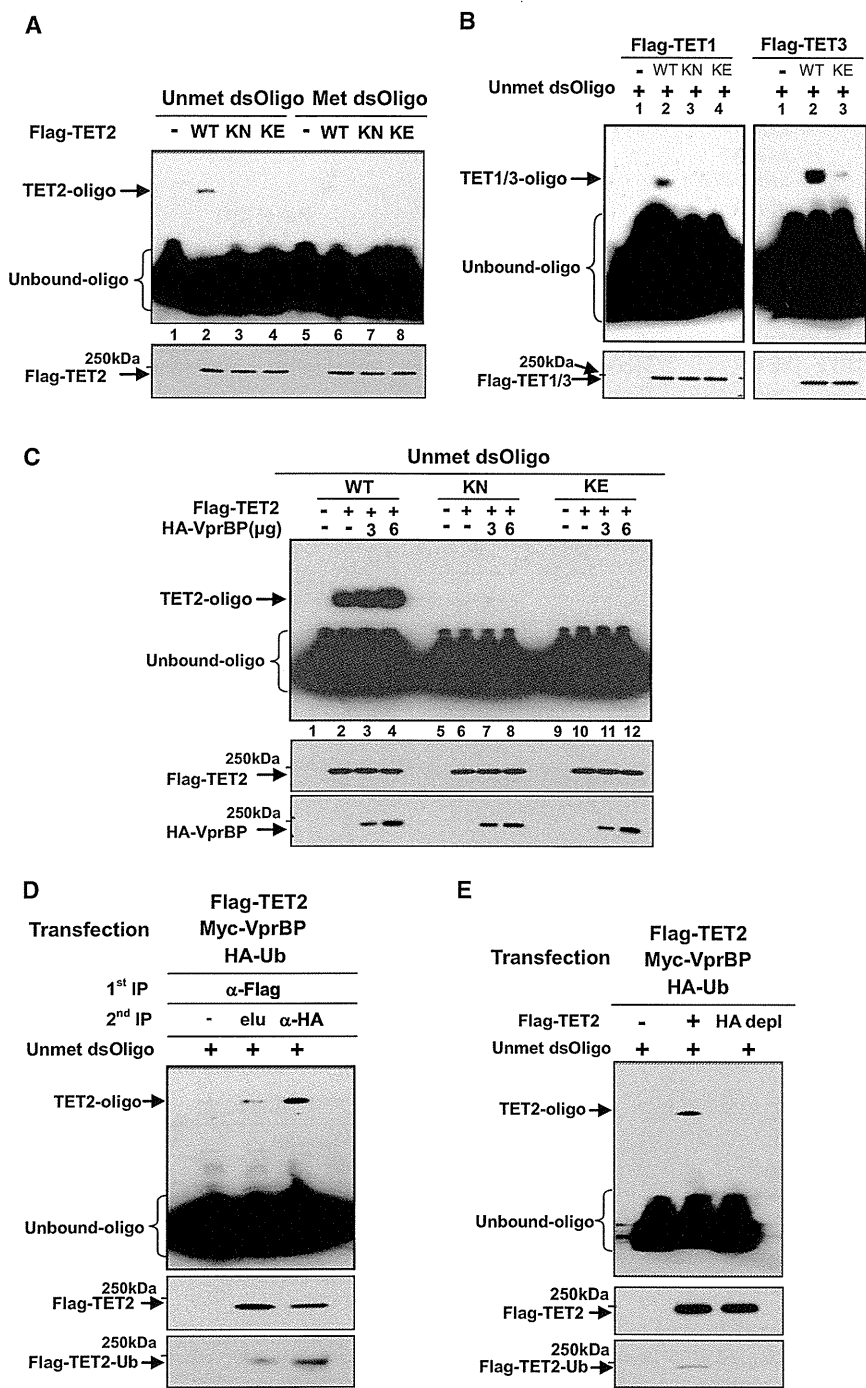 A
Unmet dsOligo Met dsOligo
Flag-TET2 - WT KN KE - WT KN KE
TET2-oligo
Unbound-oligo
1 2 3 4 5 6 7 8
250kDa
Flag-TET2
B
Flag-TET1 Flag-TET3
- WT KN KE - WT KE
Unmet dsOligo + + + + + + +
1 2 3 4 1 2 3
TET1/3-oligo
Unbound-oligo
250kDa
Flag-TET1/3
C
Unmet dsOligo
WT KN KE
Flag-TET2 - + + + - + + + - + + +
HA-VprBP(µg) - - 3 6 - - 3 6 - - 3 6
TET2-oligo
Unbound-oligo
1 2 3 4 5 6 7 8 9 10 11 12
250kDa
Flag-TET2
250kDa
HA-VprBP
D
Transfection
Flag-TET2
Myc-VprBP
HA-Ub
1st IP α-Flag
2nd IP - elu α-HA
Unmet dsOligo + + +
TET2-oligo
Unbound-oligo
250kDa
Flag-TET2
250kDa
Flag-TET2-Ub
E
Transfection
Flag-TET2
Myc-VprBP
HA-Ub
Flag-TET2 - + HA depl
Unmet dsOligo + + +
TET2-oligo
Unbound-oligo
250kDa
Flag-TET2
250kDa
Flag-TET2-Ub